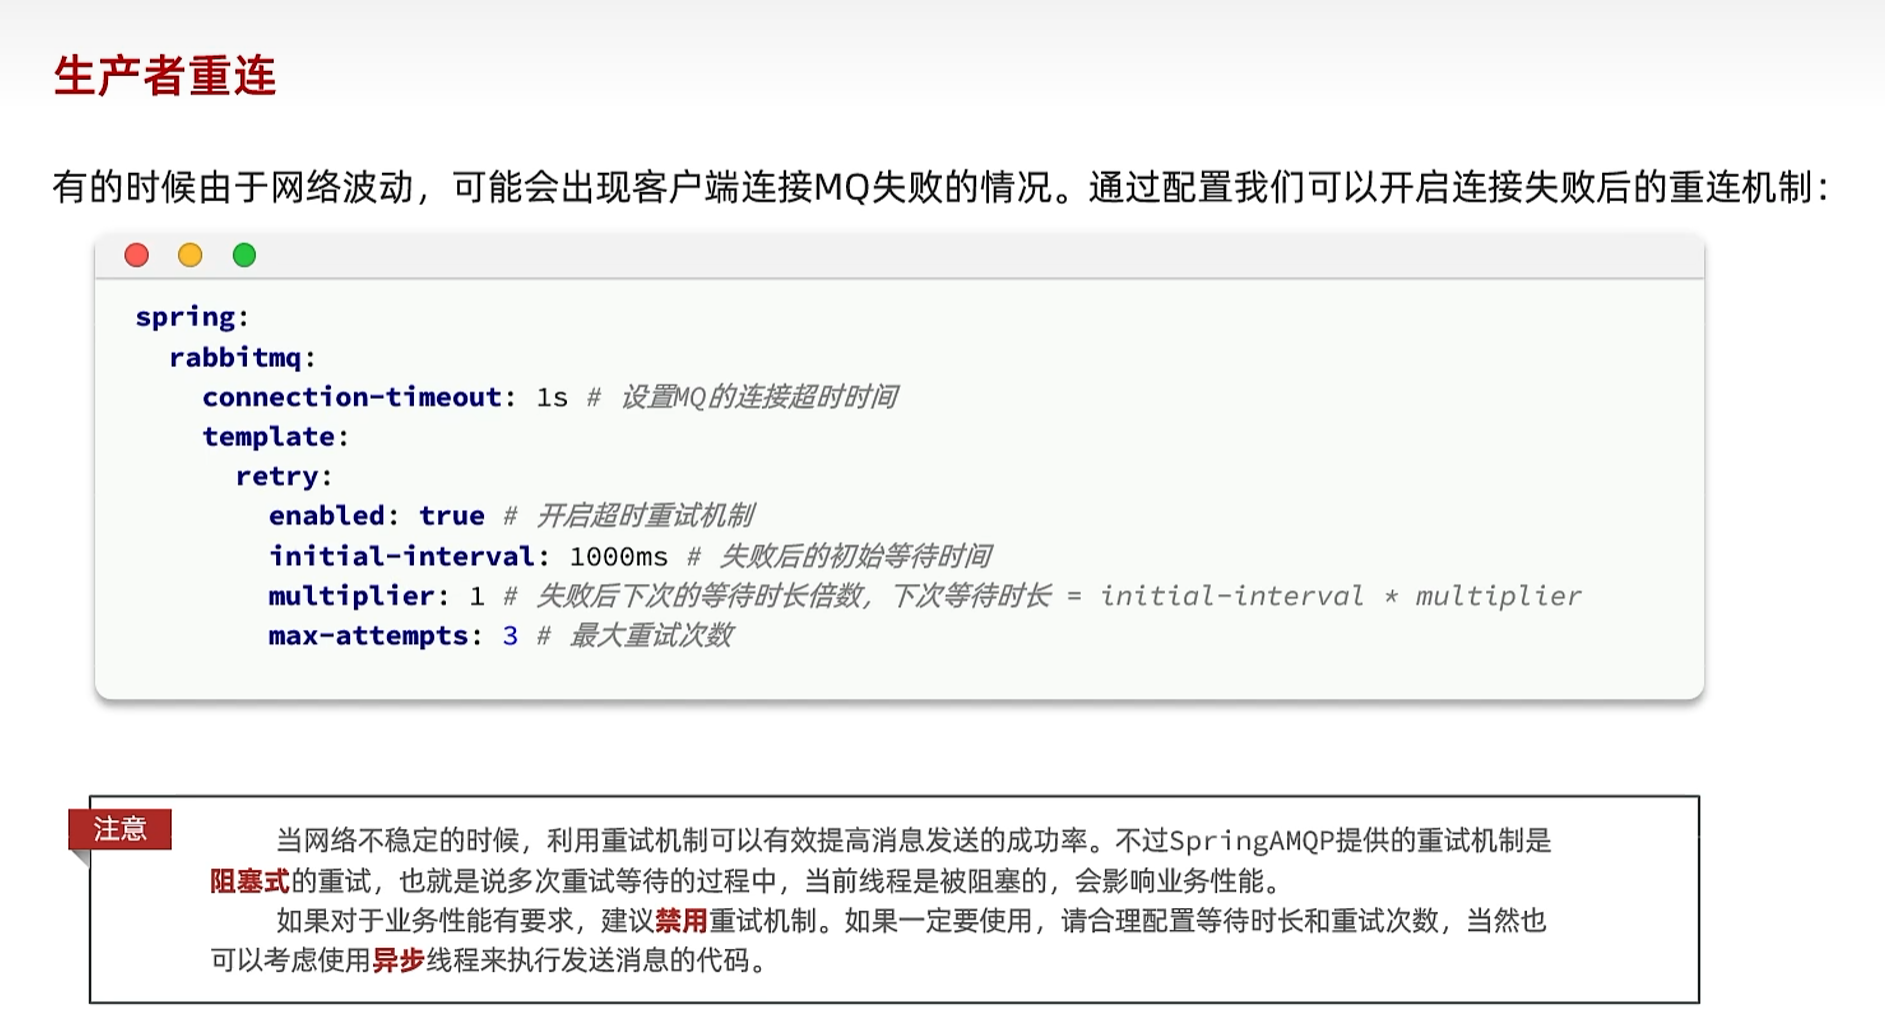 生产者重连
有的时候由于网络波动，可能会出现客户端连接MQ失败的情况。通过配置我们可以开启连接失败后的重连机制：
spring:
  rabbitmq:
    connection-timeout: 1s # 设置MQ的连接超时时间
    template:
      retry:
        enabled: true # 开启超时重试机制
        initial-interval: 1000ms # 失败后的初始等待时间
        multiplier: 1 # 失败后下次的等待时长倍数，下次等待时长 = initial-interval * multiplier
        max-attempts: 3 # 最大重试次数
注意
当网络不稳定的时候，利用重试机制可以有效提高消息发送的成功率。不过SpringAMQP提供的重试机制是
阻塞式的重试，也就是说多次重试等待的过程中，当前线程是被阻塞的，会影响业务性能。
如果对于业务性能有要求，建议禁用重试机制。如果一定要使用，请合理配置等待时长和重试次数，当然也
可以考虑使用异步线程来执行发送消息的代码。